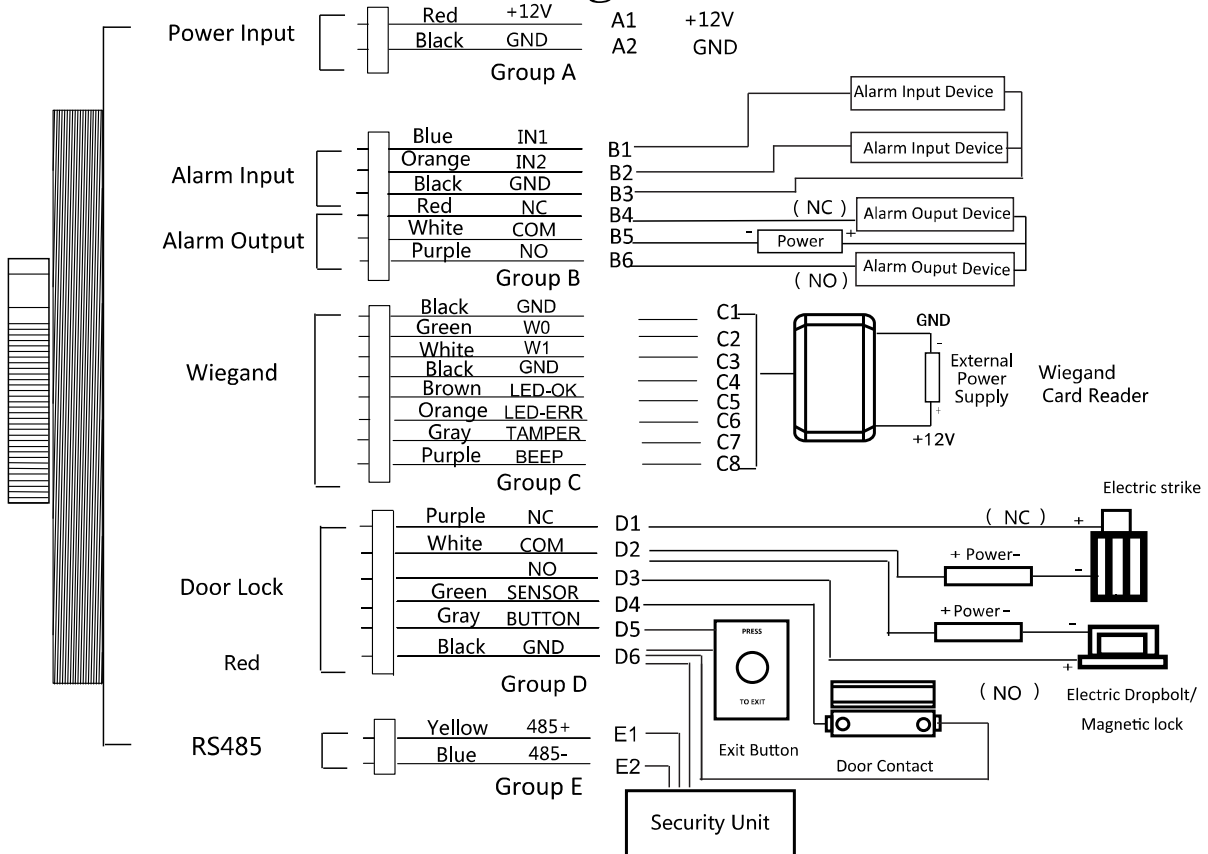 Power Input
Red +12V A1 +12V
Black GND A2 GND
Group A
Alarm Input
Alarm Output
Blue IN1 B1 Alarm Input Device
Orange IN2 B2 Alarm Input Device
Black GND B3
Red NC B4 ( NC ) Alarm Ouput Device
White COM B5 - Power +
Purple NO B6 ( NO ) Alarm Ouput Device
Group B
Wiegand
Black GND C1
Green W0 C2
White W1 C3
Black GND C4
Brown LED-OK C5
Orange LED-ERR C6
Gray TAMPER C7
Purple BEEP C8
Group C
GND
-
External
Power
Supply
+
+12V
Wiegand
Card Reader
Door Lock
Red
Purple NC D1 ( NC ) +
White COM D2 + Power- -
NO D3
Green SENSOR D4 + Power - -
Gray BUTTON D5
Black GND D6
Group D
Electric strike
PRESS
TO EXIT
Exit Button
Door Contact
( NO ) +
Electric Dropbolt/
Magnetic lock
RS485
Yellow 485+ E1
Blue 485- E2
Group E
Security Unit